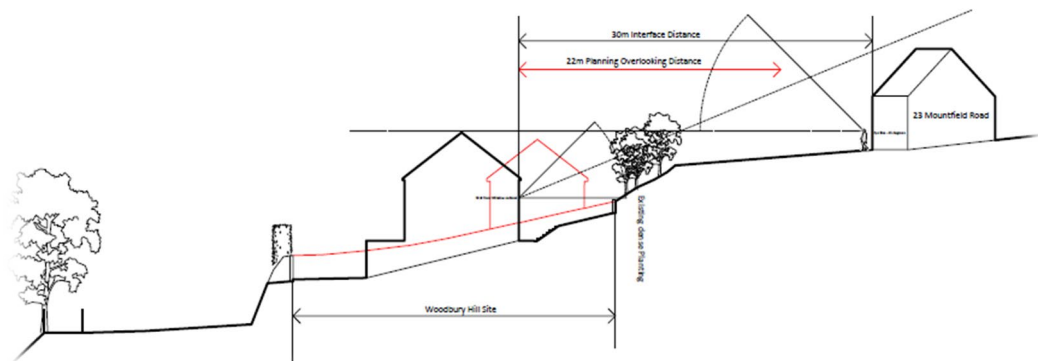 30m Interface Distance
22m Planning Overlooking Distance
23 Mountfield Road
Existing dense Planting
Woodbury Hill Site